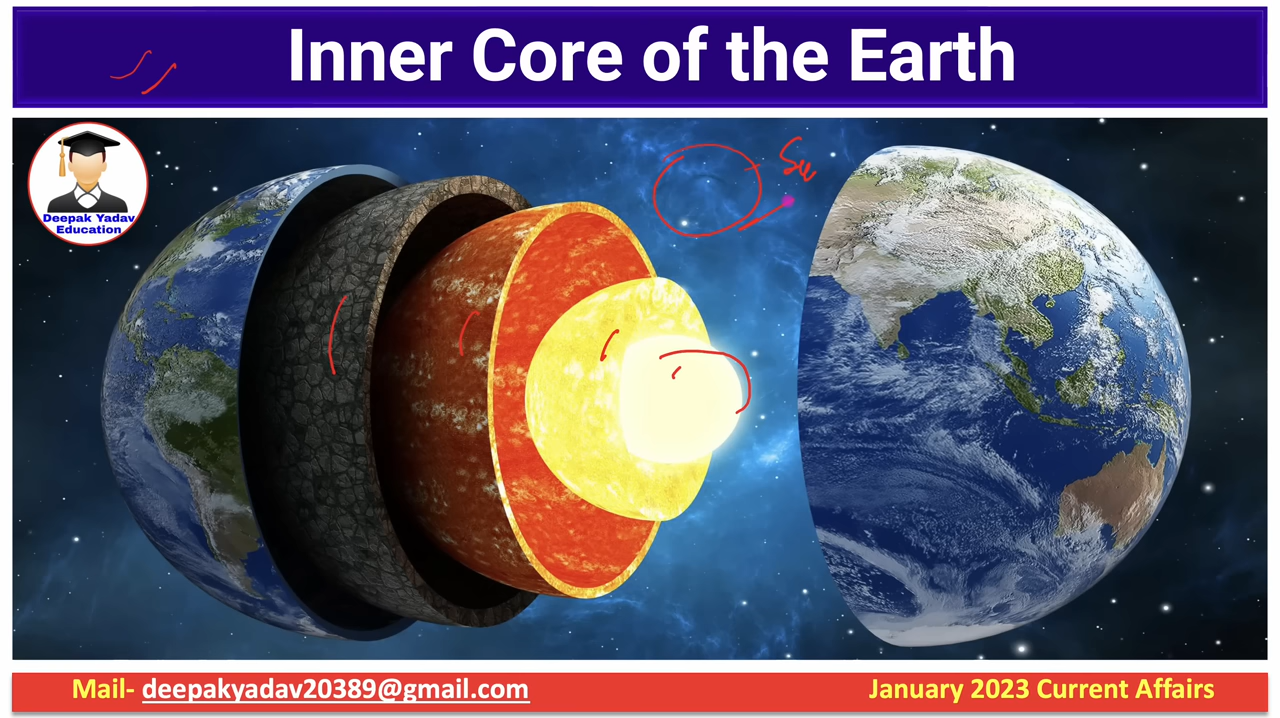 Inner Core of the Earth
Deepak Yadav
Education
Mail- deepakyadav20389@gmail.com
January 2023 Current Affairs